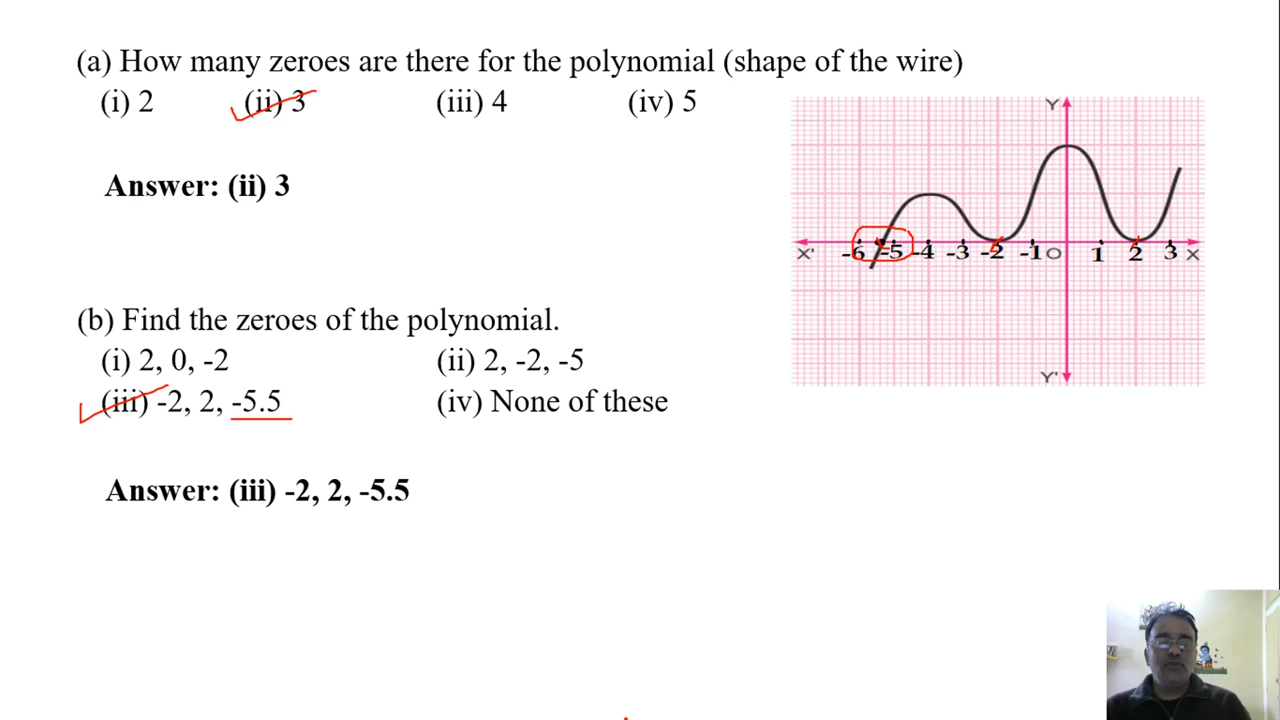 (a) How many zeroes are there for the polynomial (shape of the wire)
(i) 2 (ii) 3 (iii) 4 (iv) 5
Answer: (ii) 3
(b) Find the zeroes of the polynomial.
(i) 2, 0, -2 (ii) 2, -2, -5
(iii) -2, 2, -5.5 (iv) None of these
Answer: (iii) -2, 2, -5.5
Y
X' -6 -5 -4 -3 -2 -1 O 1 2 3 X
Y'